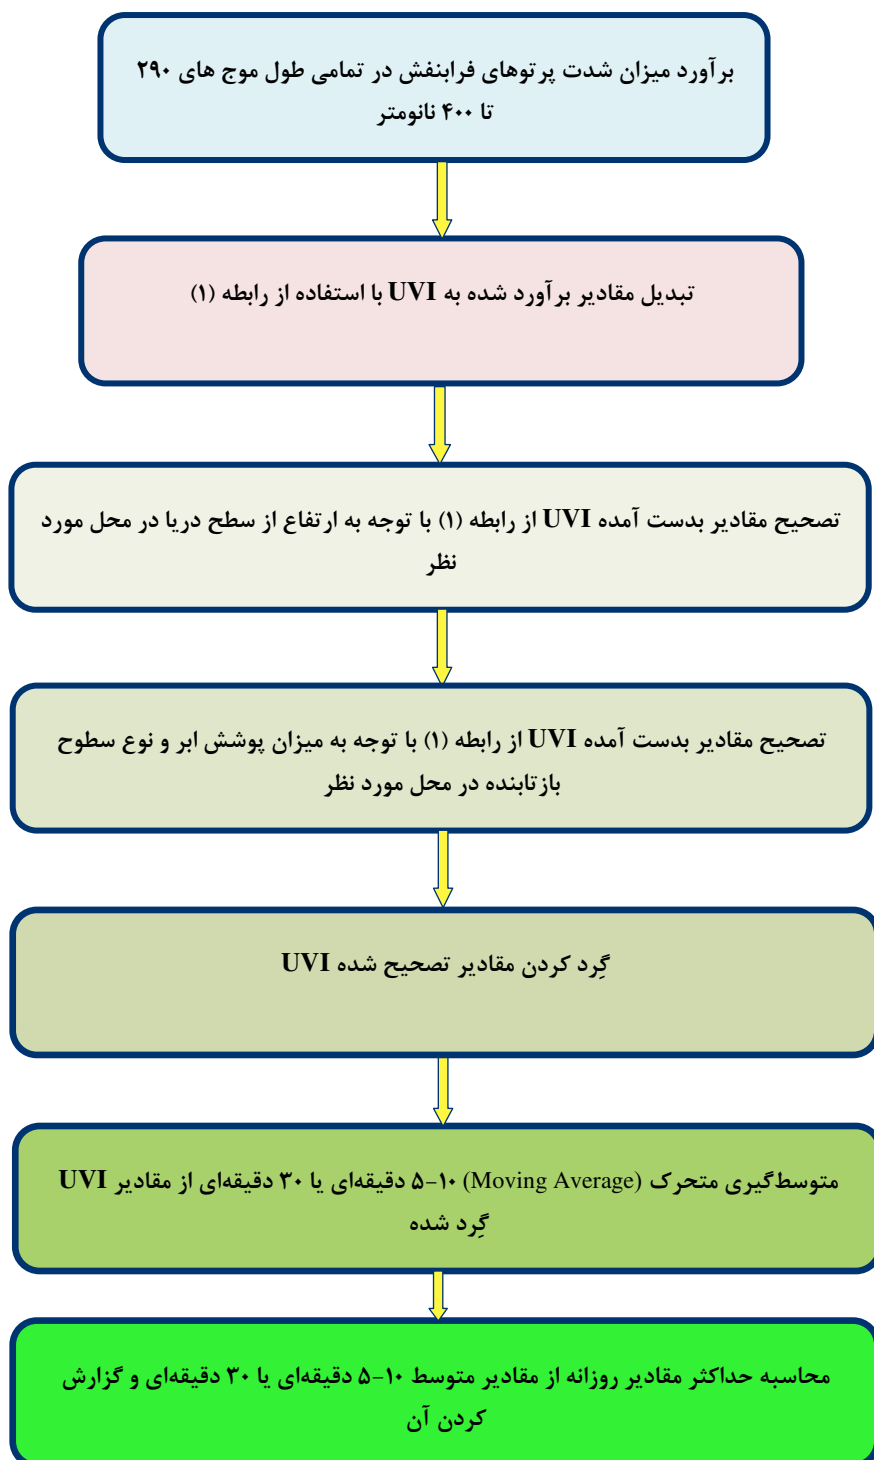 برآورد میزان شدت پرتوهای فرابنفش در تمامی طول موج های ۲۹۰
تا ۴۰۰ نانومتر
تبدیل مقادیر برآورد شده به UVI با استفاده از رابطه (۱)
تصحیح مقادیر بدست آمده UVI از رابطه (۱) با توجه به ارتفاع از سطح دریا در محل مورد
نظر
تصحیح مقادیر بدست آمده UVI از رابطه (۱) با توجه به میزان پوشش ابر و نوع سطوح
بازتابنده در محل مورد نظر
گِرد کردن مقادیر تصحیح شده UVI
متوسط‌گیری متحرک (Moving Average) ۱۰-۵ دقیقه‌ای یا ۳۰ دقیقه‌ای از مقادیر UVI
گِرد شده
محاسبه حداکثر مقادیر روزانه از مقادیر متوسط ۱۰-۵ دقیقه‌ای یا ۳۰ دقیقه‌ای و گزارش
کردن آن